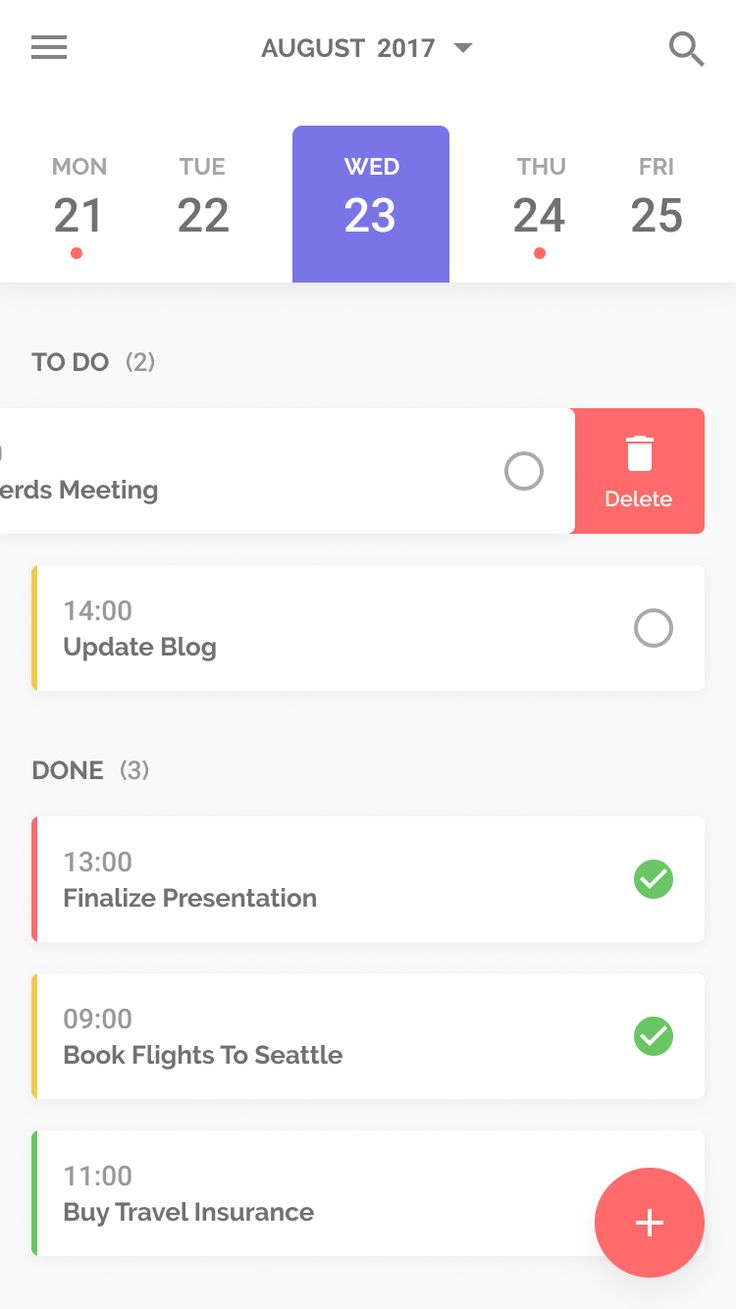 AUGUST 2017
MON TUE WED THU FRI
21 22 23 24 25
TO DO (2)
erds Meeting
Delete
14:00
Update Blog
DONE (3)
13:00
Finalize Presentation
09:00
Book Flights To Seattle
11:00
Buy Travel Insurance